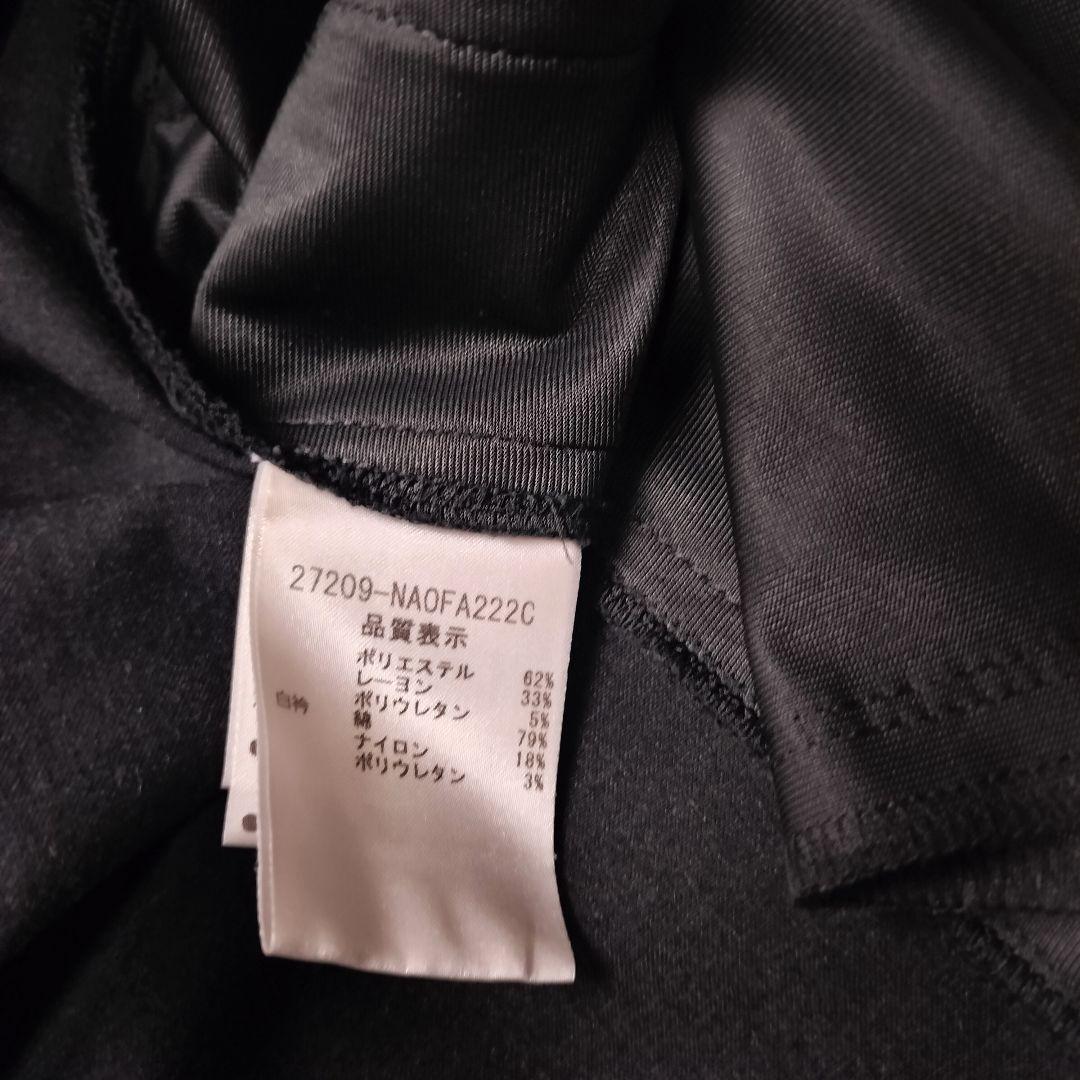 27209-NA0FA222C
品質表示
ポリエステル 62%
レーヨン 33%
ポリウレタン 5%
白衿 綿 79%
ナイロン 18%
ポリウレタン 3%